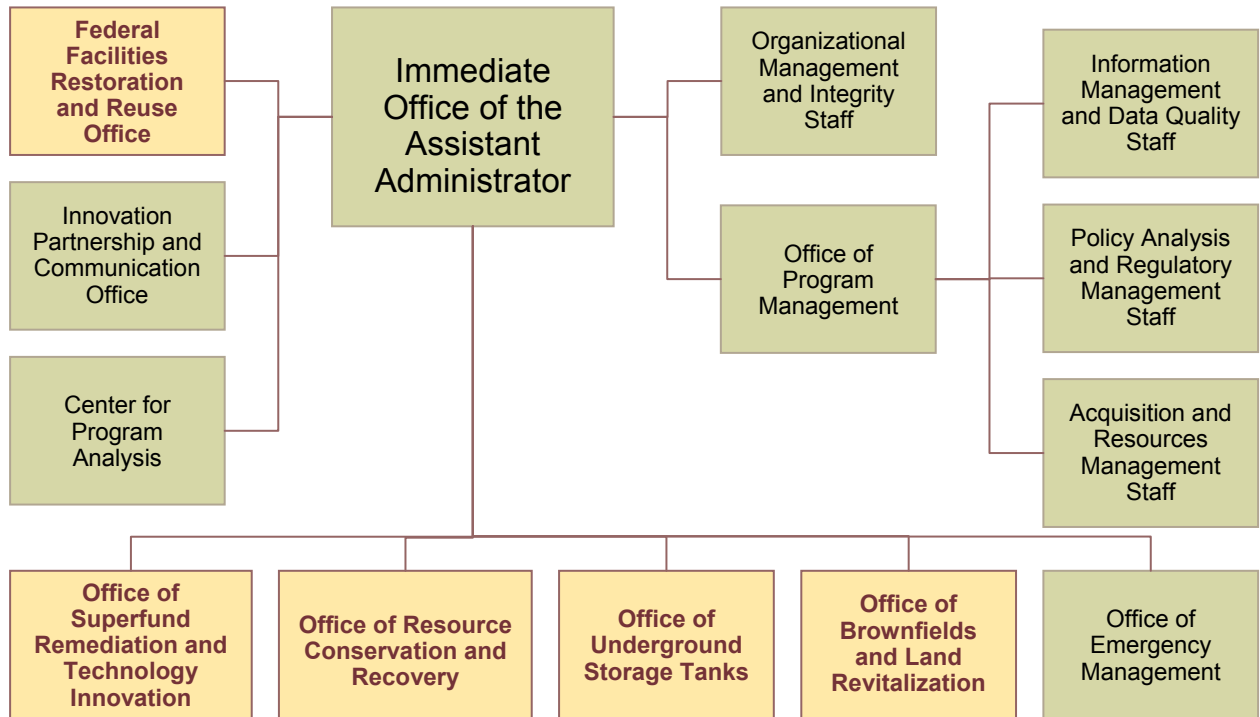 Federal
Facilities
Restoration
and Reuse
Office
Immediate
Office of the
Assistant
Administrator
Organizational
Management
and Integrity
Staff
Information
Management
and Data Quality
Staff
Innovation
Partnership and
Communication
Office
Office of
Program
Management
Policy Analysis
and Regulatory
Management
Staff
Center for
Program
Analysis
Acquisition and
Resources
Management
Staff
Office of
Superfund
Remediation and
Technology
Innovation
Office of Resource
Conservation and
Recovery
Office of
Underground
Storage Tanks
Office of
Brownfields
and Land
Revitalization
Office of
Emergency
Management